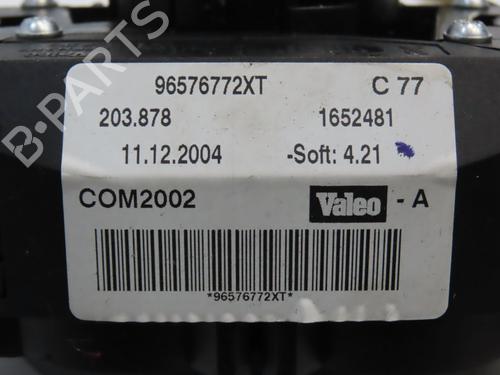 96576772XT C 77
203.878 1652481
11.12.2004 -Soft: 4.21
COM2002 Valeo - A
*96576772XT*
B-PARTS